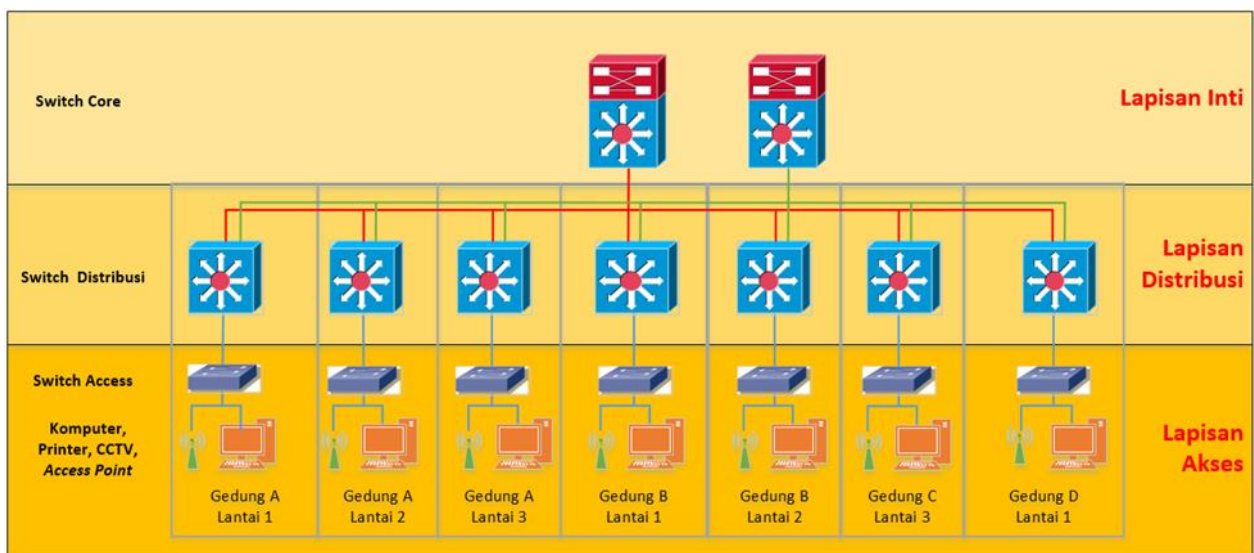 Switch Core
Lapisan Inti
Switch Distribusi
Lapisan
Distribusi
Switch Access
Komputer,
Printer, CCTV,
Access Point
Lapisan
Akses
Gedung A
Lantai 1
Gedung A
Lantai 2
Gedung A
Lantai 3
Gedung B
Lantai 1
Gedung B
Lantai 2
Gedung C
Lantai 3
Gedung D
Lantai 1